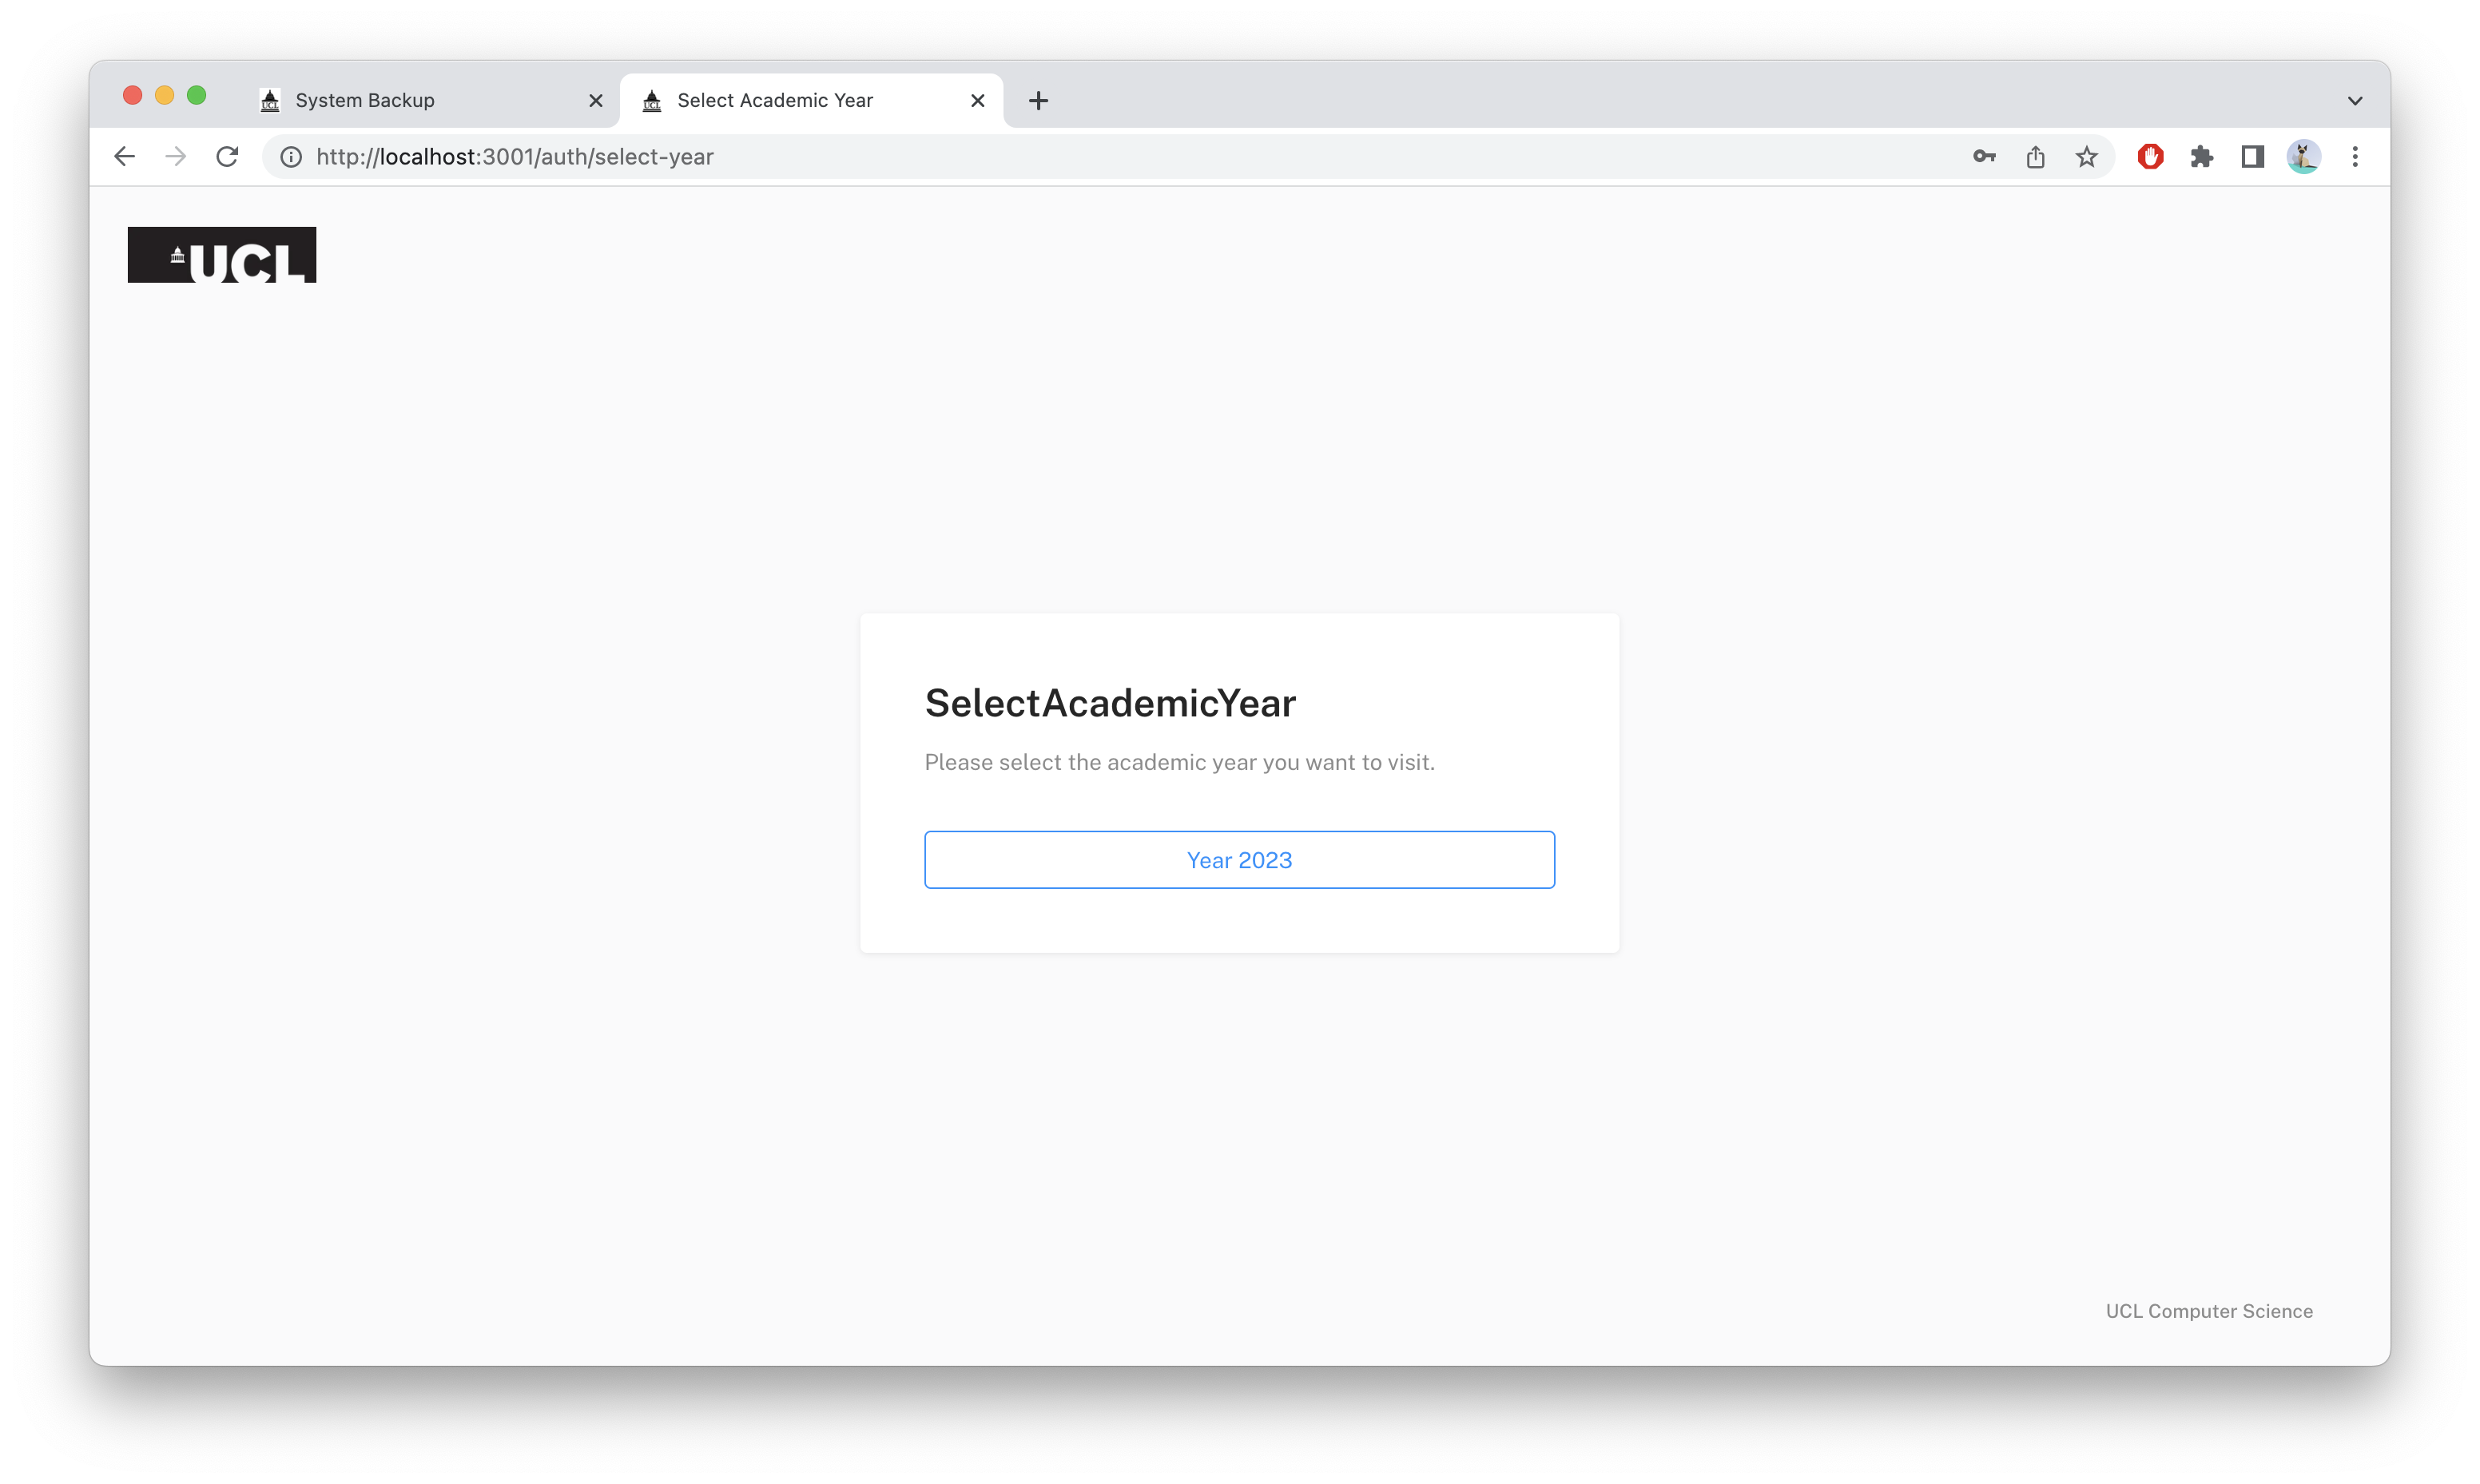 System Backup
Select Academic Year
http://localhost:3001/auth/select-year
UCL
SelectAcademicYear
Please select the academic year you want to visit.
Year 2023
UCL Computer Science